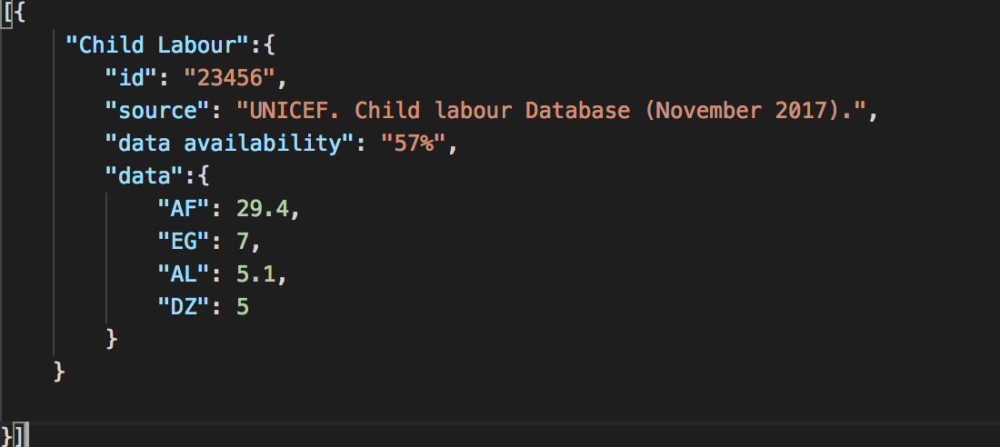 [{
"Child Labour":{
"id": "23456",
"source": "UNICEF. Child labour Database (November 2017).",
"data availability": "57%",
"data":{
"AF": 29.4,
"EG": 7,
"AL": 5.1,
"DZ": 5
}
}
}]